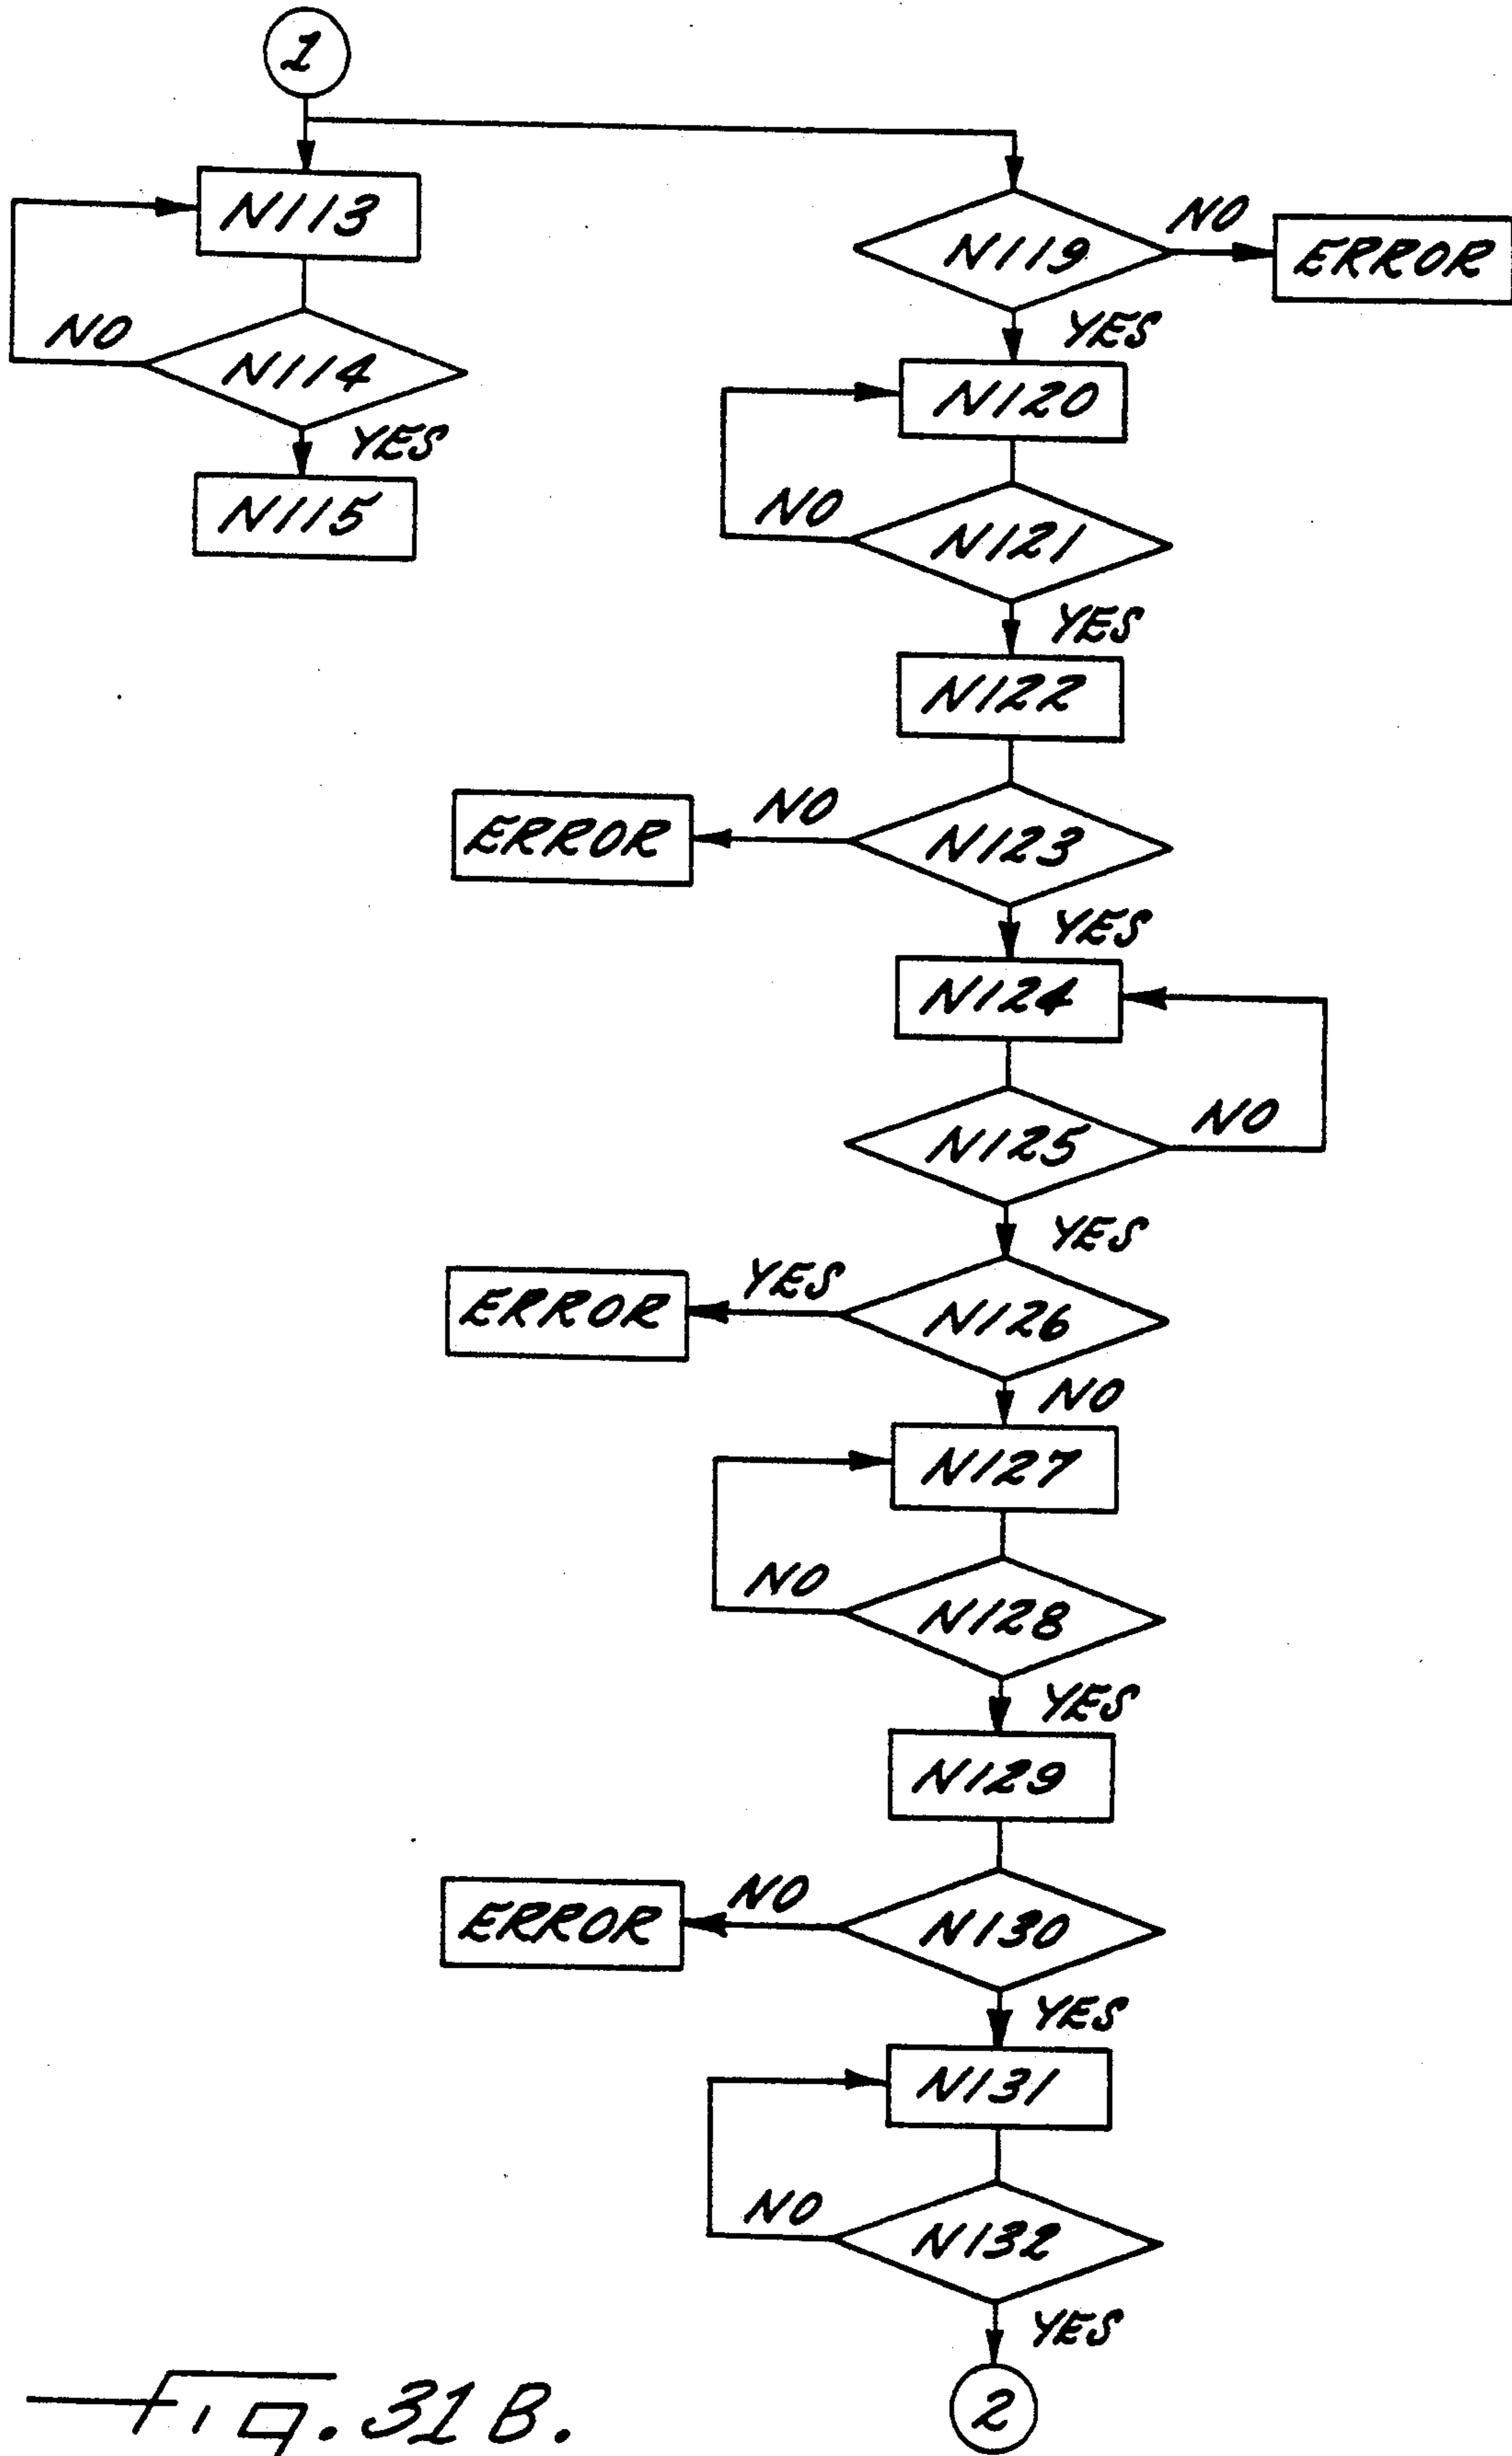 1
N113
NO
N114
YES
N115
N119
NO
ERROR
YES
N120
NO
N121
YES
N122
ERROR
NO
N123
YES
N124
N125
NO
YES
ERROR
YES
N126
NO
N127
NO
N128
YES
N129
ERROR
NO
N130
YES
N131
NO
N132
YES
2
Fig. 31B.